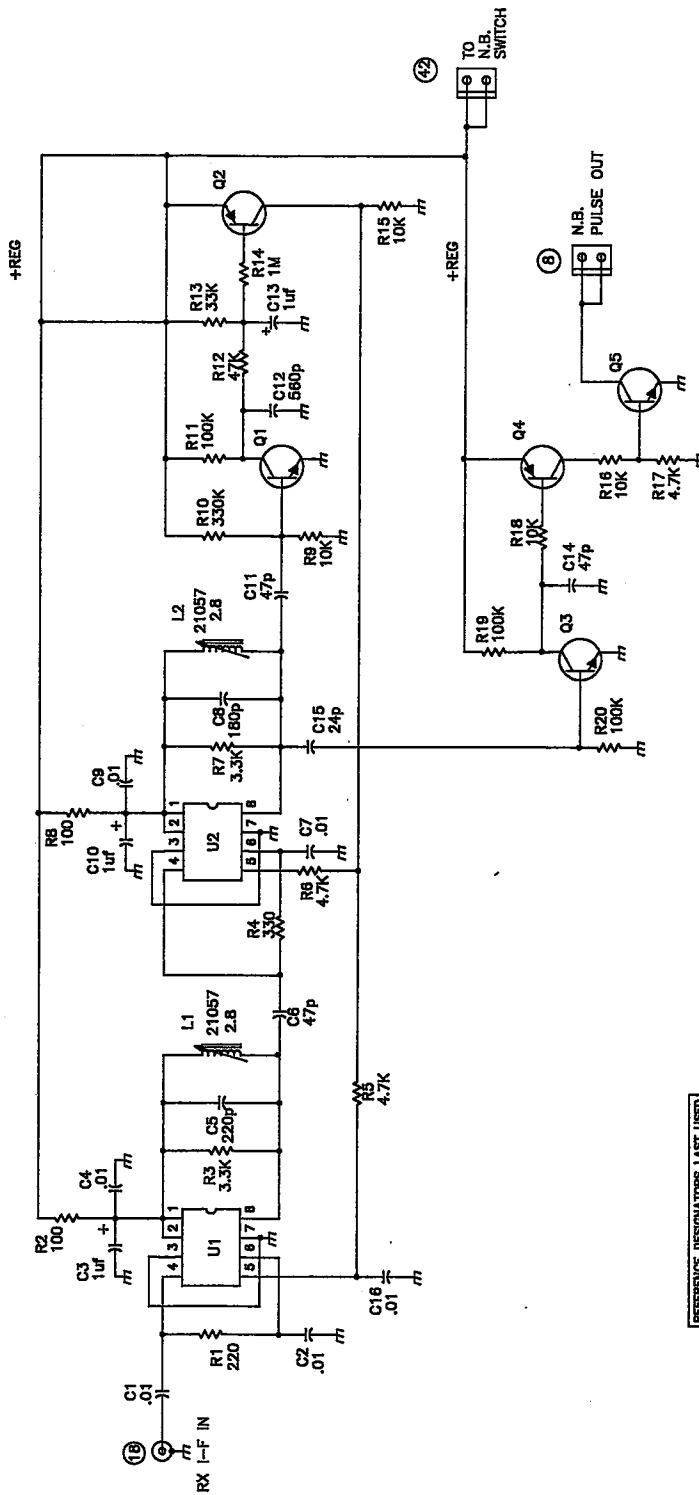 +REG
42
TO
N.B.
SWITCH
Q2
R14
1M
R15
10K
R13
33K
C13
1uf
+
R12
47K
C12
560p
R11
100K
Q1
R10
330K
R9
10K
C11
47p
L2
21057
2.8
C8
180p
R7
3.3K
C15
24p
C9
.01
R8
100
+
C10
1uf
1
2
3
4
U2
8
7
6
5
C7
.01
R6
4.7K
R4
330
C6
47p
L1
21057
2.8
C5
220p
R3
3.3K
C4
.01
R2
100
+
C3
1uf
1
2
3
4
U1
8
7
6
5
R5
4.7K
C16
.01
R1
220
C2
.01
C1
.01
18
RX I-F IN
+REG
8
N.B.
PULSE OUT
Q5
Q4
R16
10K
R17
4.7K
R18
10K
C14
47p
R19
100K
Q3
R20
100K
REFERENCE DESIGNATORS LAST USED